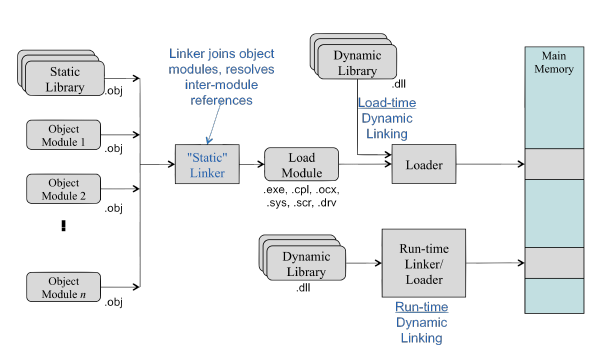 Linker joins object
modules, resolves
inter-module
references
Static
Library
.obj
Object
Module 1
.obj
Object
Module 2
.obj
!
Object
Module n
.obj
"Static"
Linker
Load
Module
.exe, .cpl, .ocx,
.sys, .scr, .drv
Dynamic
Library
.dll
Load-time
Dynamic
Linking
Loader
Main
Memory
Dynamic
Library
.dll
Run-time
Linker/
Loader
Run-time
Dynamic
Linking